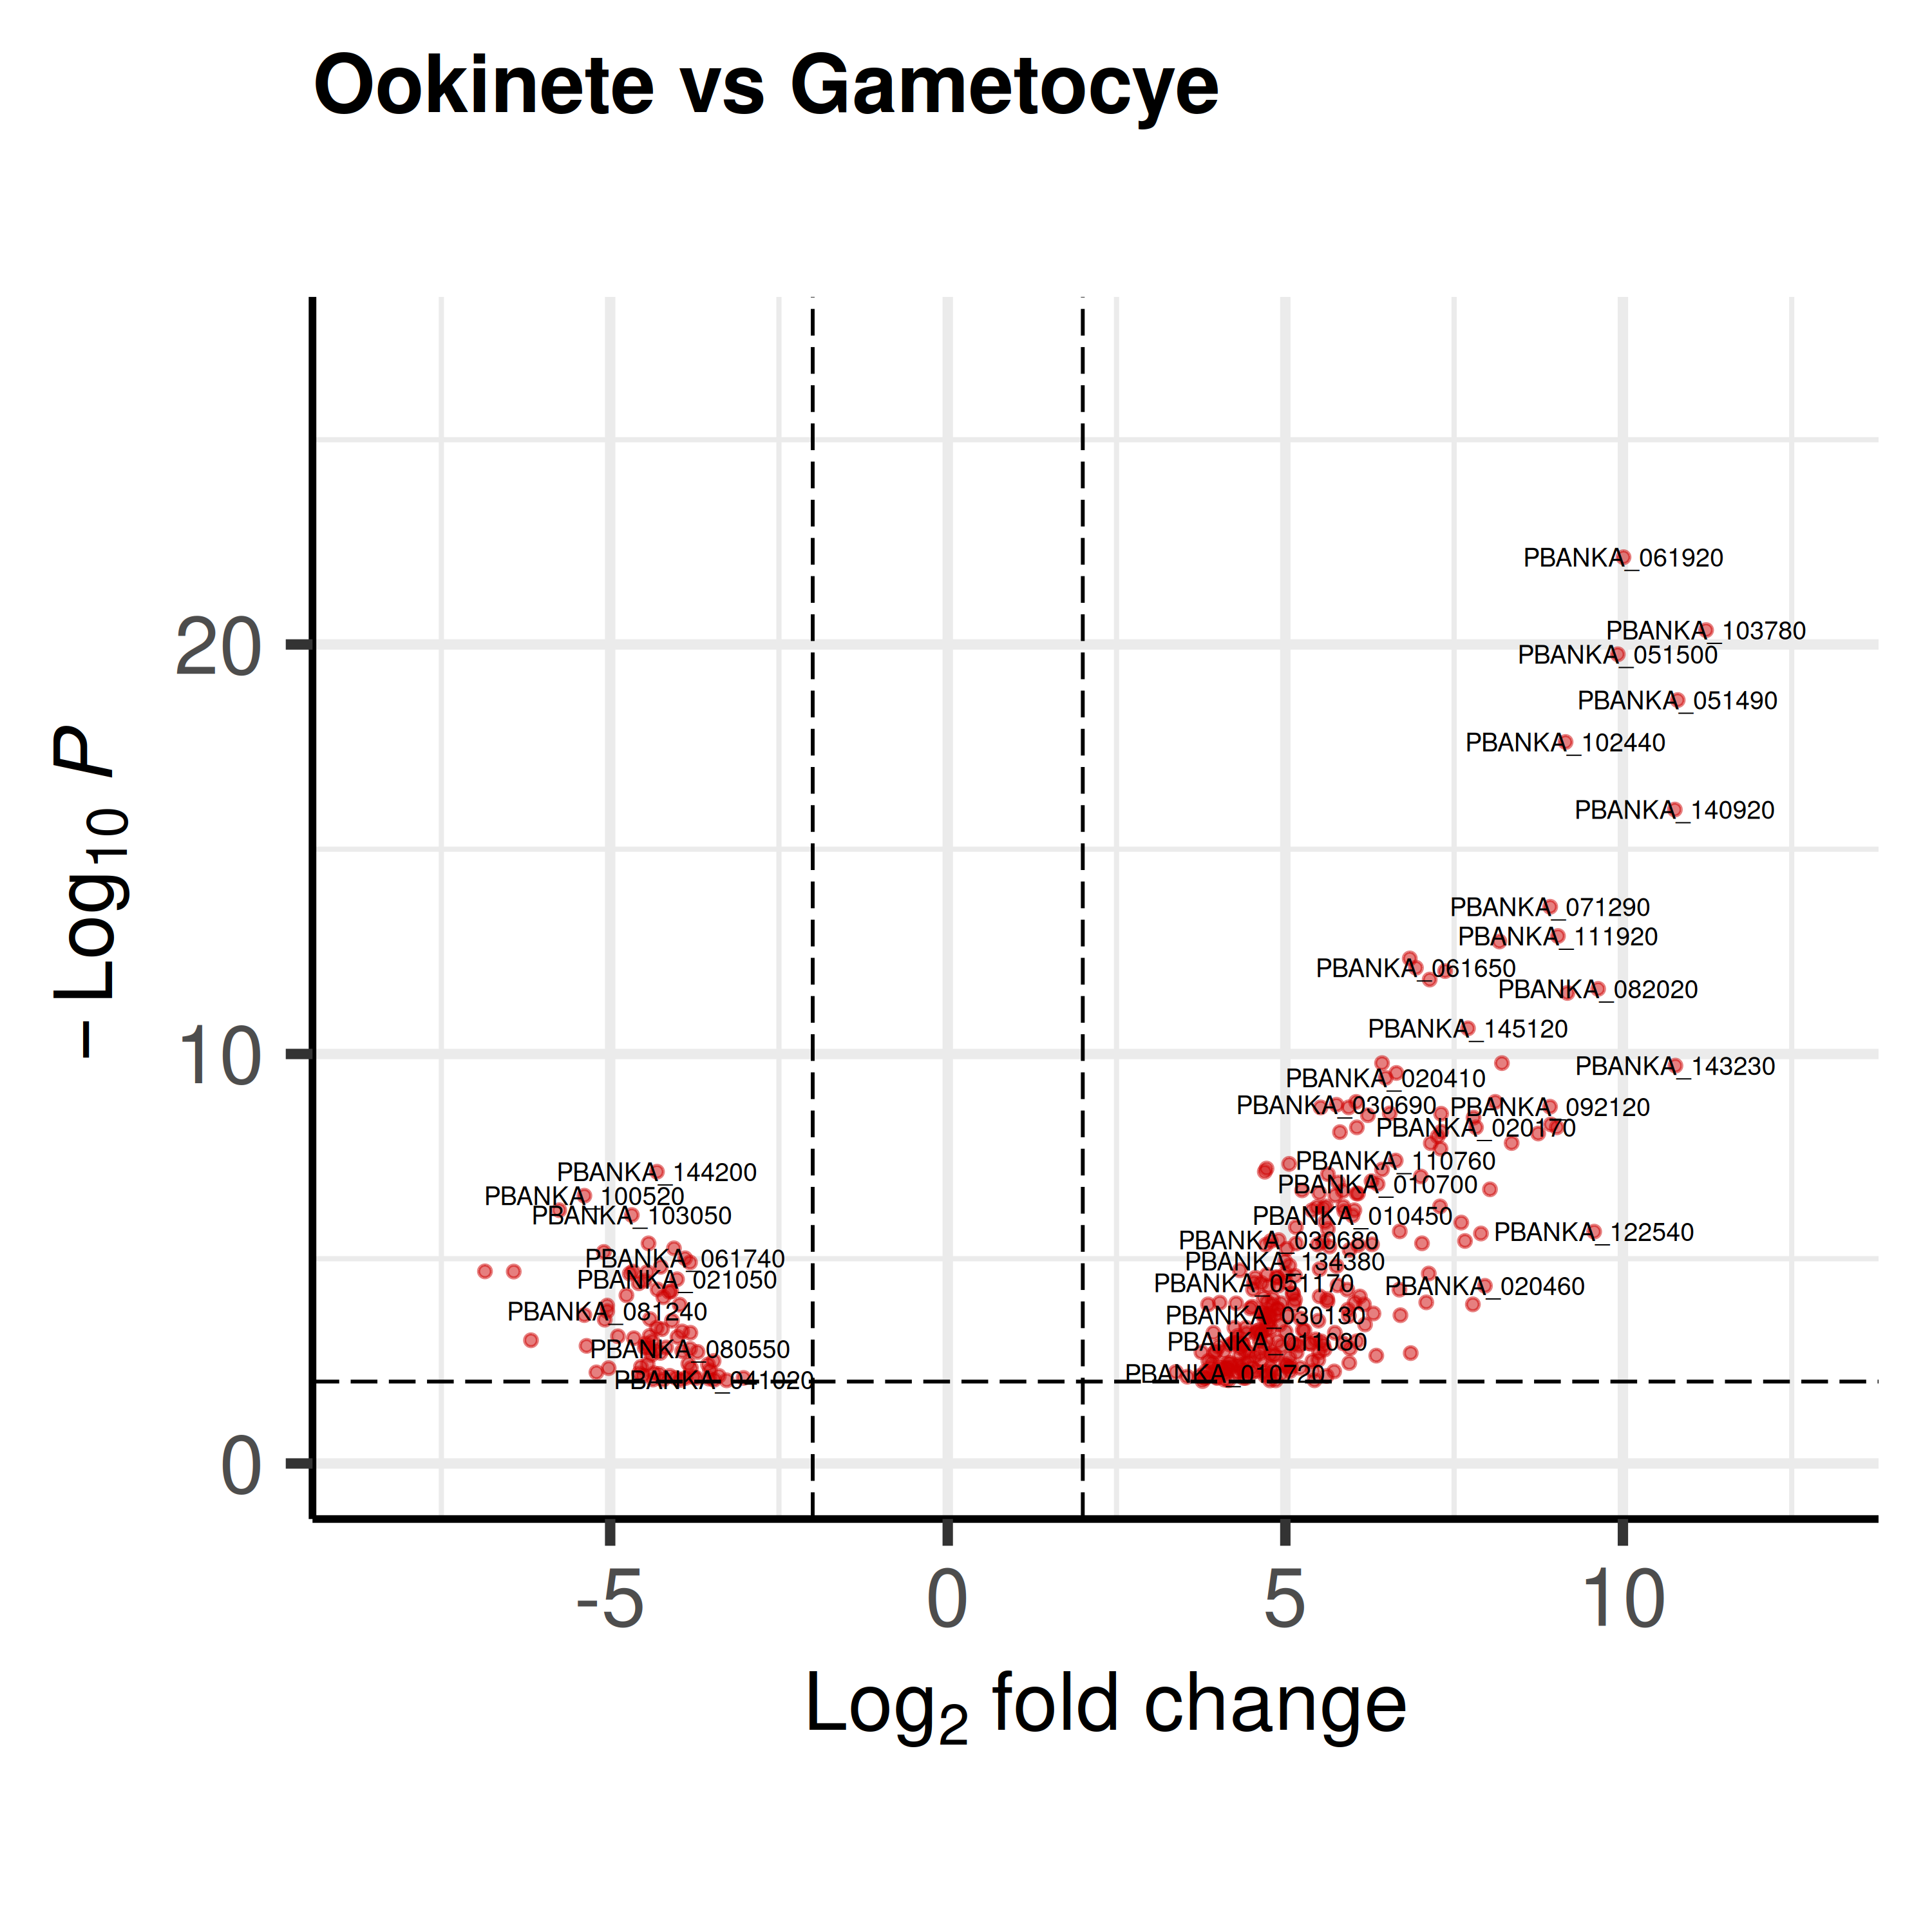 Ookinete vs Gametocye
− Log10 P
20
10
0
PBANKA_061920
PBANKA_103780
PBANKA_051500
PBANKA_051490
PBANKA_102440
PBANKA_140920
PBANKA_071290
PBANKA_111920
PBANKA_061650
PBANKA_082020
PBANKA_145120
PBANKA_143230
PBANKA_020410
PBANKA_030690
PBANKA_092120
PBANKA_020170
PBANKA_110760
PBANKA_144200
PBANKA_010700
PBANKA_100520
PBANKA_103050
PBANKA_010450
PBANKA_122540
PBANKA_030680
PBANKA_061740
PBANKA_134380
PBANKA_021050
PBANKA_051170
PBANKA_020460
PBANKA_081240
PBANKA_030130
PBANKA_011080
PBANKA_080550
PBANKA_010720
PBANKA_041020
-5
0
5
10
Log2 fold change